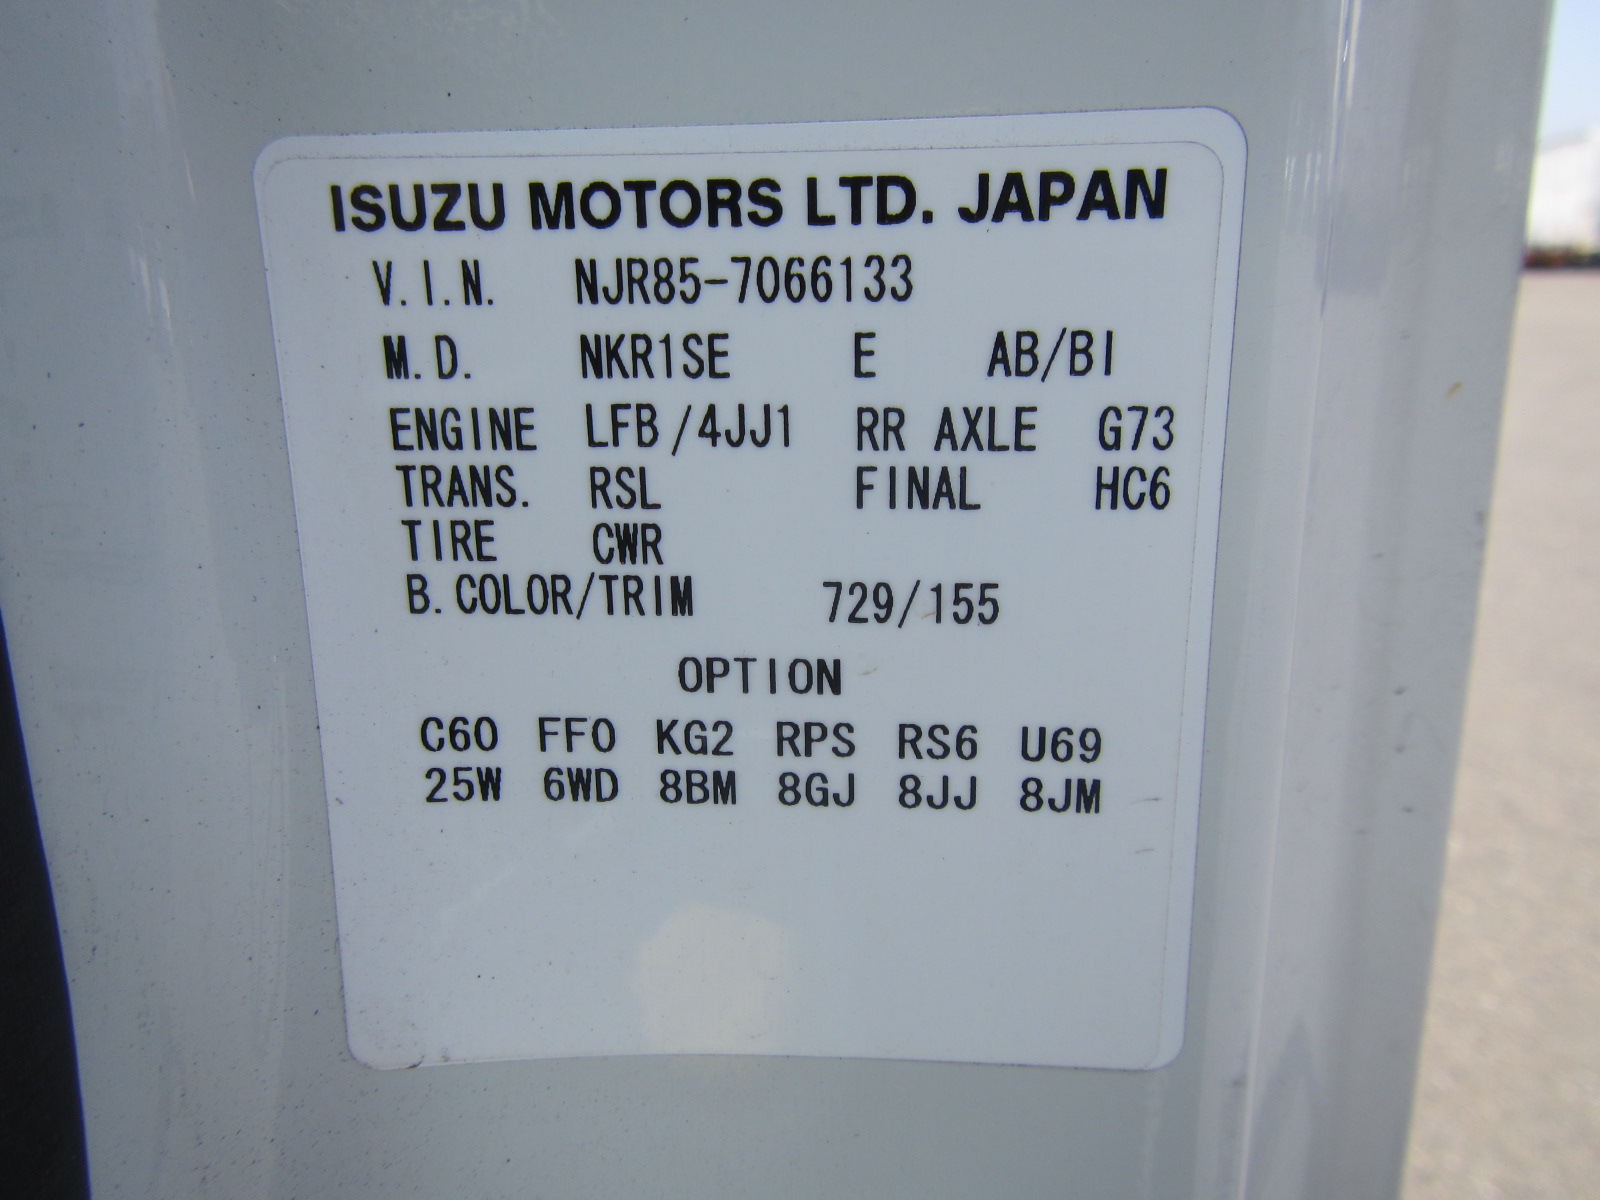 ISUZU MOTORS LTD. JAPAN
V.I.N. NJR85-7066133
M.D. NKR1SE E AB/BI
ENGINE LFB/4JJ1 RR AXLE G73
TRANS. RSL FINAL HC6
TIRE CWR
B.COLOR/TRIM 729/155
OPTION
C60 FF0 KG2 RPS RS6 U69
25W 6WD 8BM 8GJ 8JJ 8JM